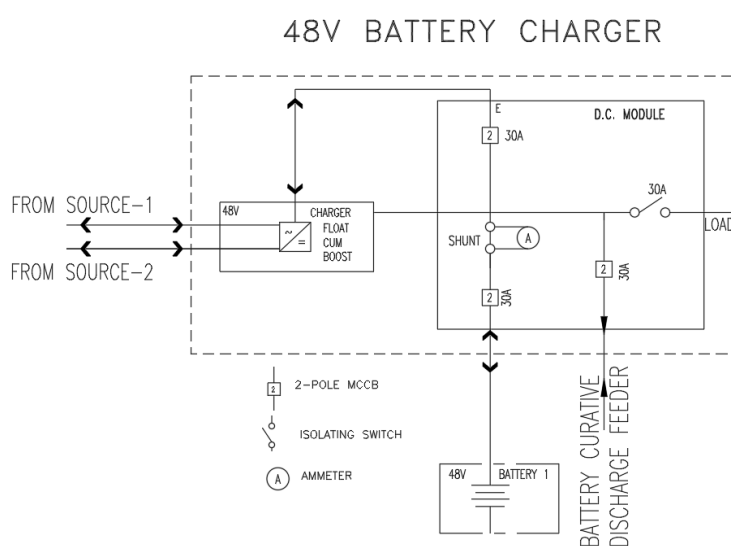 48V BATTERY CHARGER
E
D.C. MODULE
2 30A
30A
FROM SOURCE-1
48V
CHARGER
FLOAT
CUM
BOOST
~
=
SHUNT
A
LOAD
FROM SOURCE-2
2 30A
2 30A
2 2-POLE MCCB
ISOLATING SWITCH
A AMMETER
48V BATTERY 1
BATTERY CURATIVE
DISCHARGE FEEDER